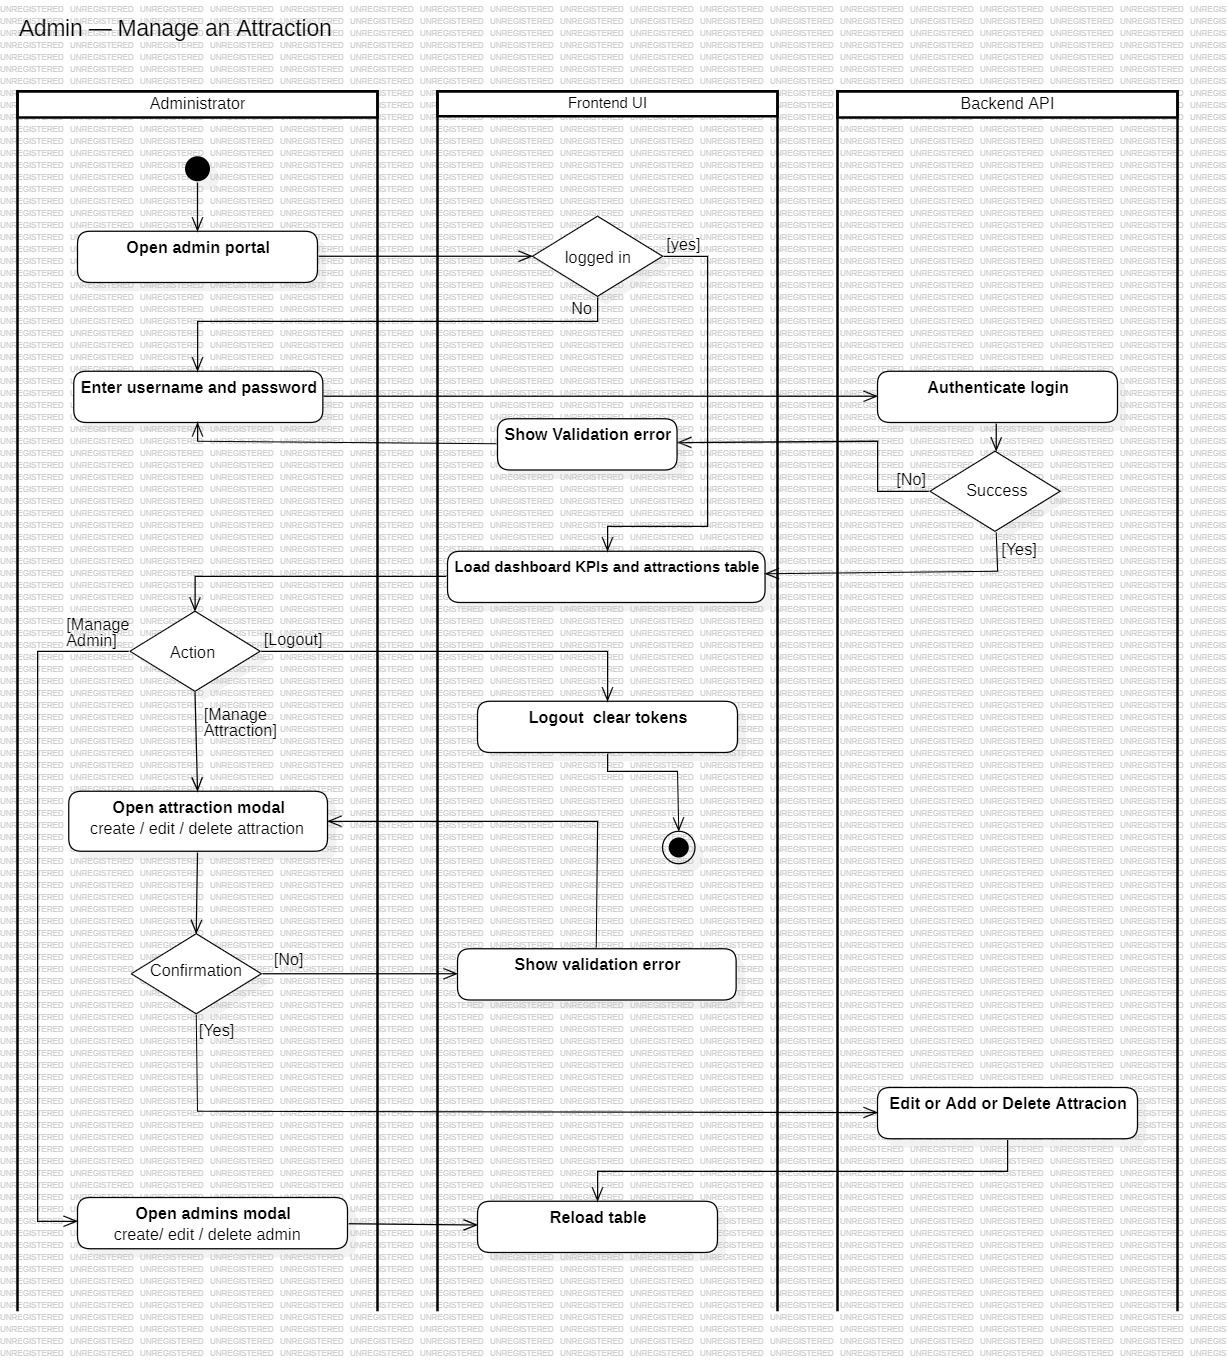 Admin — Manage an Attraction
Administrator
Frontend UI
Backend API
Open admin portal
logged in
[yes]
No
Enter username and password
Authenticate login
Show Validation error
[No]
Success
[Yes]
Load dashboard KPIs and attractions table
[Manage
Admin]
Action
[Logout]
[Manage
Attraction]
Logout  clear tokens
Open attraction modal
create / edit / delete attraction
Confirmation
[No]
Show validation error
[Yes]
Edit or Add or Delete Attracion
Open admins modal
create/ edit / delete admin
Reload table
UNREGISTERED